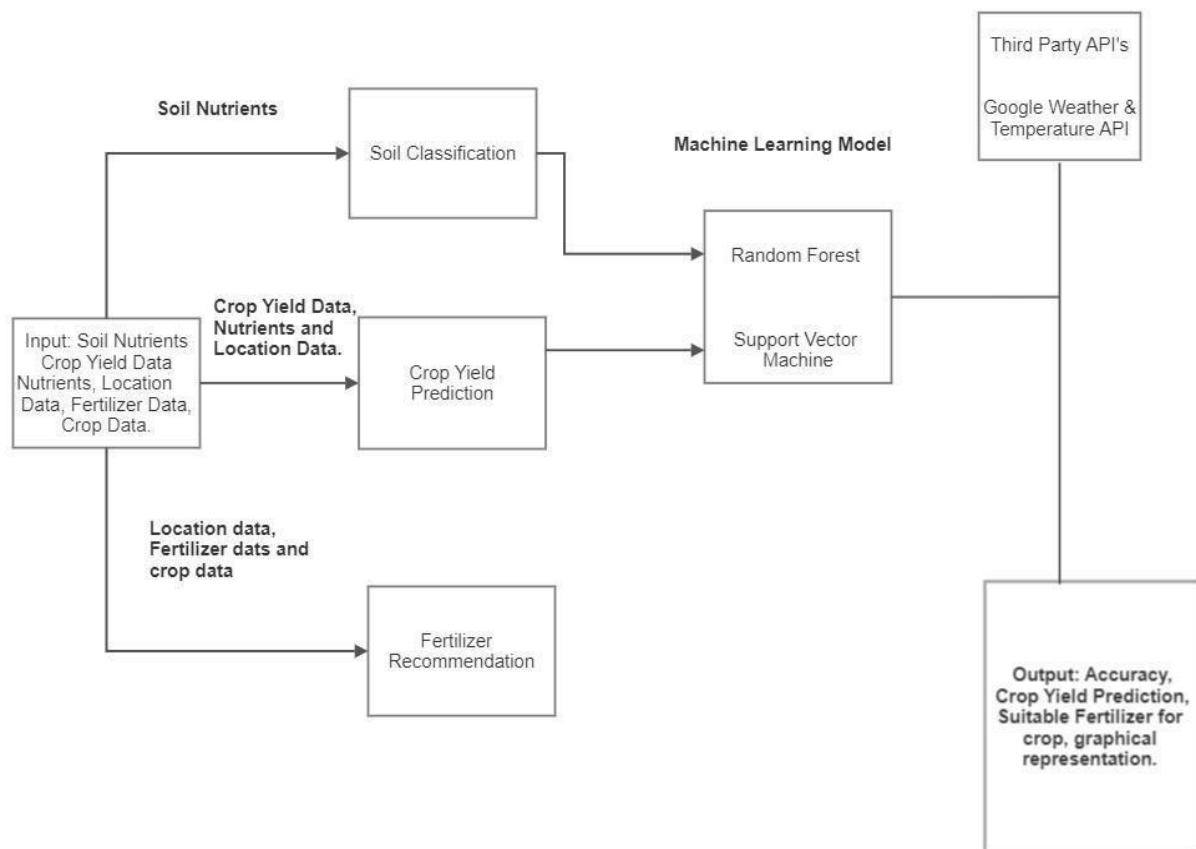 Third Party API's
Google Weather &
Temperature API
Soil Nutrients
Soil Classification
Machine Learning Model
Random Forest
Support Vector
Machine
Crop Yield Data,
Nutrients and
Location Data.
Input: Soil Nutrients
Crop Yield Data
Nutrients, Location
Data, Fertilizer Data,
Crop Data.
Crop Yield
Prediction
Location data,
Fertilizer dats and
crop data
Fertilizer
Recommendation
Output: Accuracy,
Crop Yield Prediction,
Suitable Fertilizer for
crop, graphical
representation.